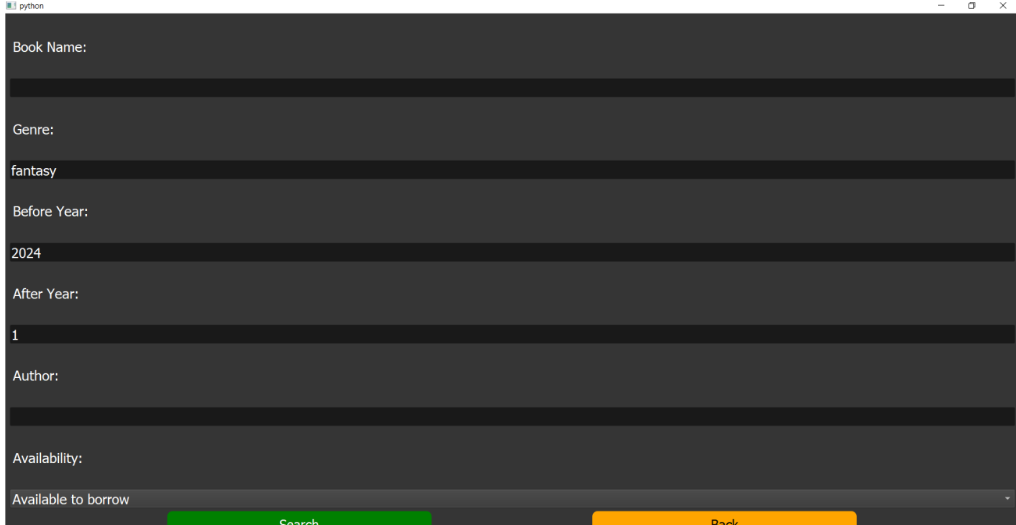 python
Book Name:
Genre:
fantasy
Before Year:
2024
After Year:
1
Author:
Availability:
Available to borrow
Search Back